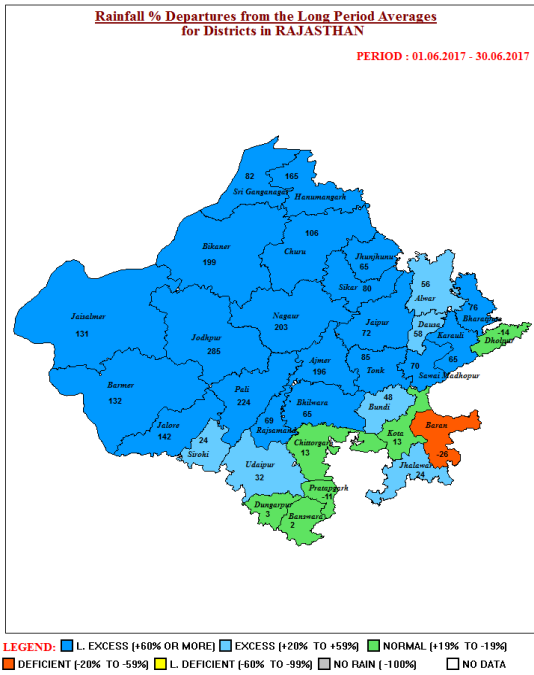 Rainfall % Departures from the Long Period Averages
for Districts in RAJASTHAN
PERIOD : 01.06.2017 - 30.06.2017
82
165
Sri Ganganagar
Hanumangarh
106
Bikaner
Churu
199
Jhunjhunu
65
Sikar 80
56
Alwar
76
Bharatpur
Jaisalmer
131
Nagaur
203
Jaipur
72
Dausa
58
Karauli
-14
Dholpur
Jodhpur
285
Ajmer
196
85
Tonk
70
65
Sawai Madhopur
Barmer
132
Pali
224
Bhilwara
65
48
Bundi
Jalore
142
69
Rajsamand
24
Sirohi
Chittorgarh
13
Kota
13
Baran
-26
Udaipur
32
Jhalawar
24
Pratapgarh
-11
Dungarpur
3
Banswara
2
LEGEND: L. EXCESS (+60% OR MORE) EXCESS (+20% TO +59%) NORMAL (+19% TO -19%)
DEFICIENT (-20% TO -59%) L. DEFICIENT (-60% TO -99%) NO RAIN (-100%) NO DATA